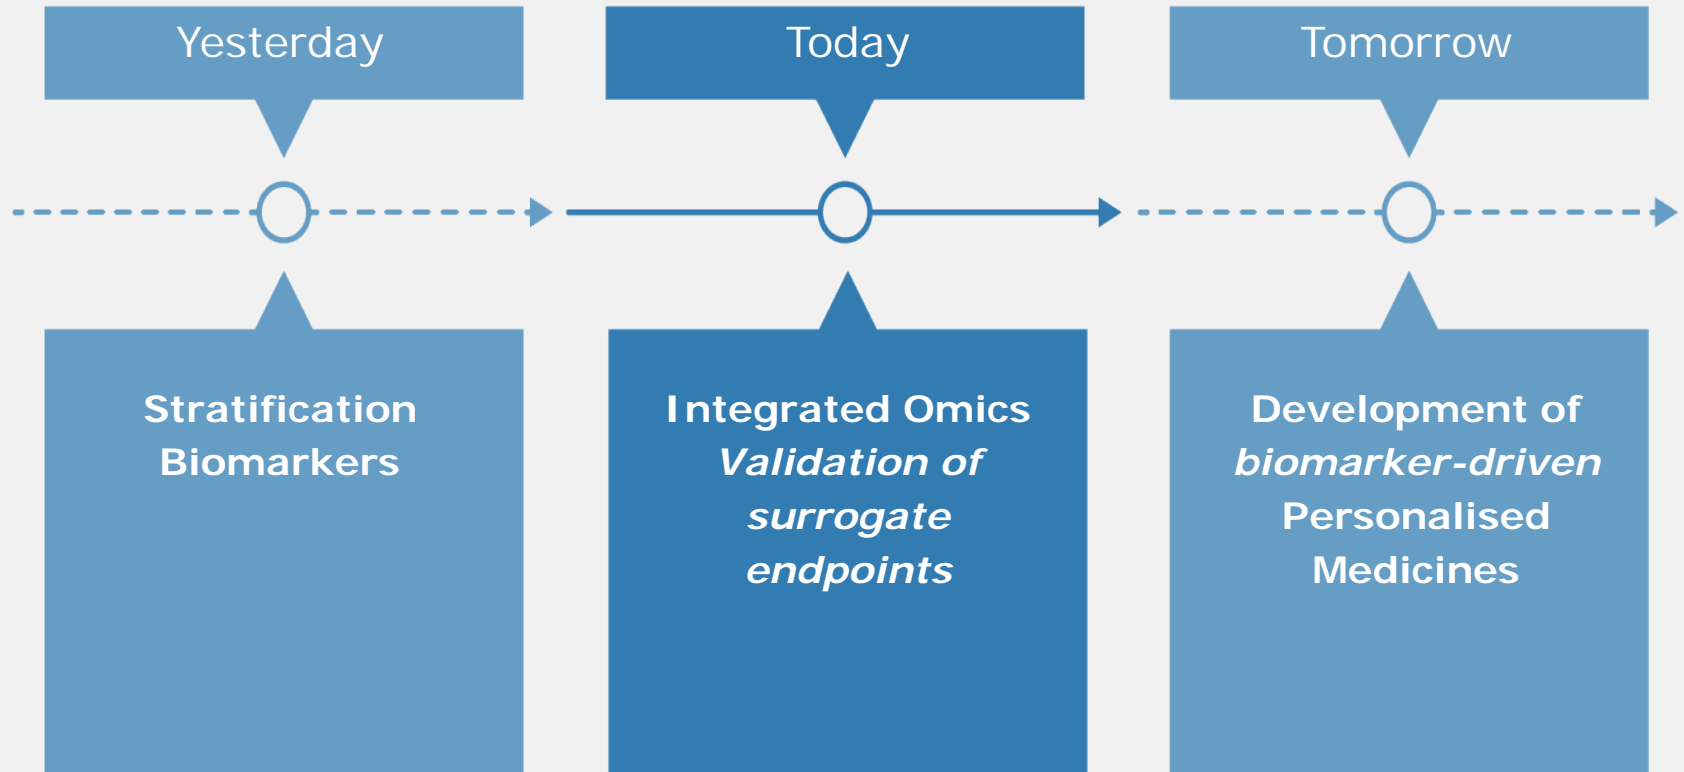 Yesterday
Today
Tomorrow
Stratification
Biomarkers
Integrated Omics
Validation of
surrogate
endpoints
Development of
biomarker-driven
Personalised
Medicines